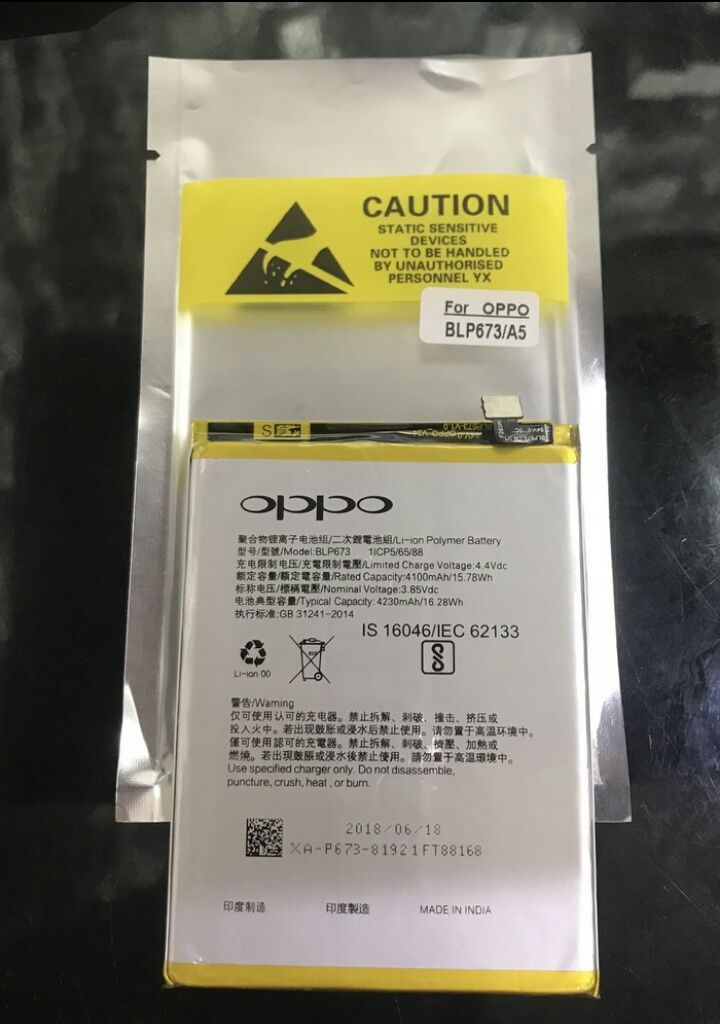 CAUTION
STATIC SENSITIVE
DEVICES
NOT TO BE HANDLED
BY UNAUTHORISED
PERSONNEL YX
For OPPO
BLP673/A5
S
oppo
聚合物锂离子电池组/二次鋰電池組/Li-ion Polymer Battery
型号/型號/Model:BLP673 1ICP5/65/88
充电限制电压/充電限制電壓/Limited Charge Voltage:4.4Vdc
额定容量/額定電容量/Rated Capacity:4100mAh/15.78Wh
标称电压/標稱電壓/Nominal Voltage:3.85Vdc
电池典型容量/Typical Capacity:4230mAh/16.28Wh
执行标准:GB 31241-2014
IS 16046/IEC 62133
Li-ion 00
警告/Warning
仅可使用认可的充电器。禁止拆解、刺破、撞击、挤压或
投入火中。若出现鼓胀或浸水后禁止使用。请勿置于高温环境中。
僅可使用認可的充電器。禁止拆解、刺破、擠壓、加熱或
燃燒。若出現鼓脹或浸水後禁止使用。請勿置于高溫環境中。
Use specified charger only. Do not disassemble,
puncture, crush, heat , or burn.
2018/06/18
XA-P673-81921FT88168
印度制造 印度製造 MADE IN INDIA